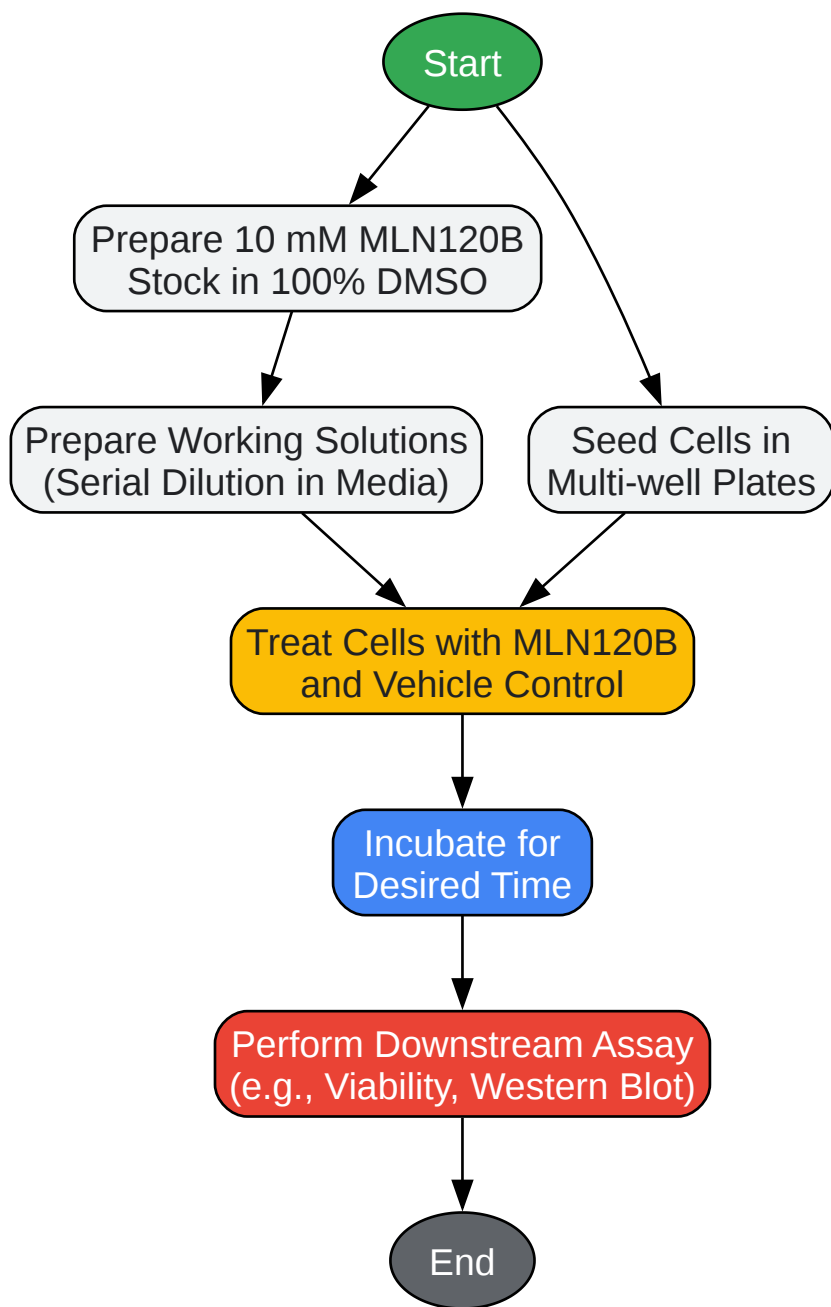 Start
Prepare 10 mM MLN120B
Stock in 100% DMSO
Prepare Working Solutions
(Serial Dilution in Media)
Seed Cells in
Multi-well Plates
Treat Cells with MLN120B
and Vehicle Control
Incubate for
Desired Time
Perform Downstream Assay
(e.g., Viability, Western Blot)
End